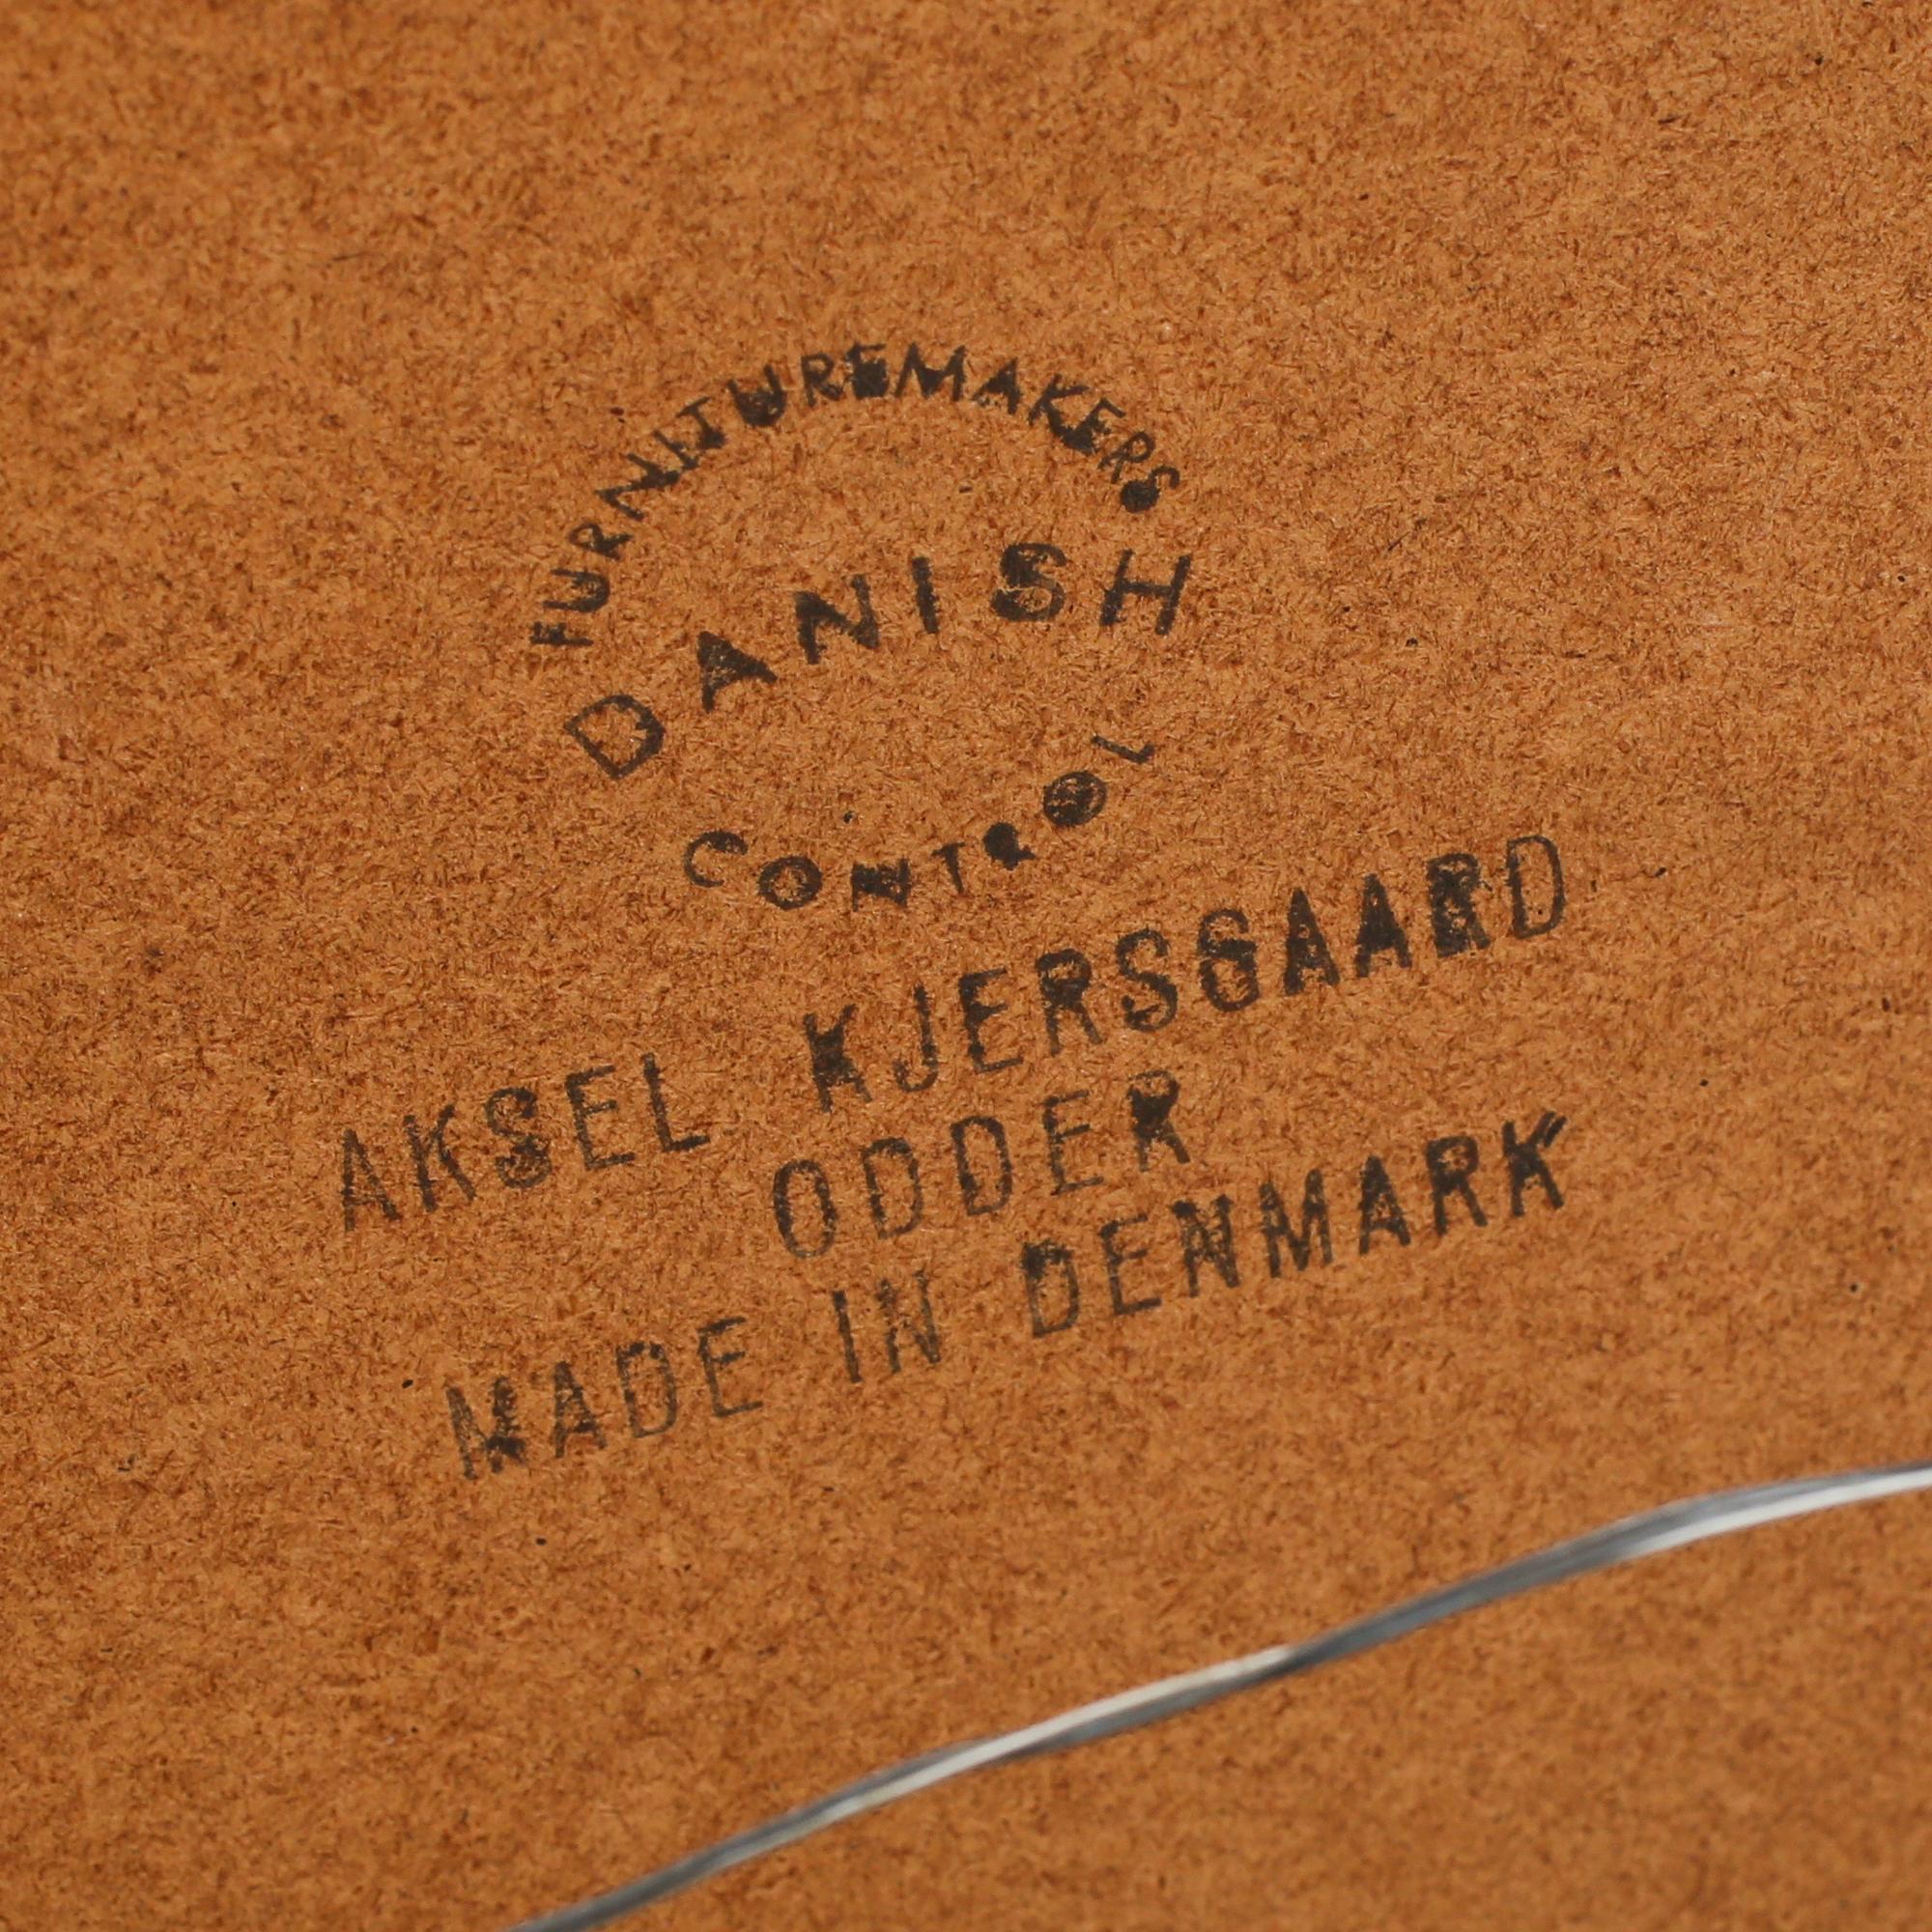 FURNITUREMAKERS
DANISH
CONTROL
AKSEL KJERSGAARD
ODDER
MADE IN DENMARK